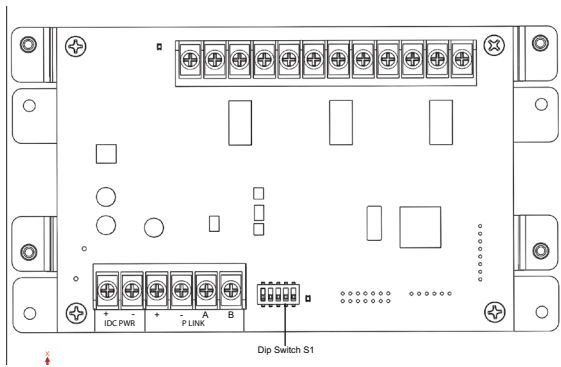 + - + - A B
IDC PWR P LINK
Dip Switch S1
x